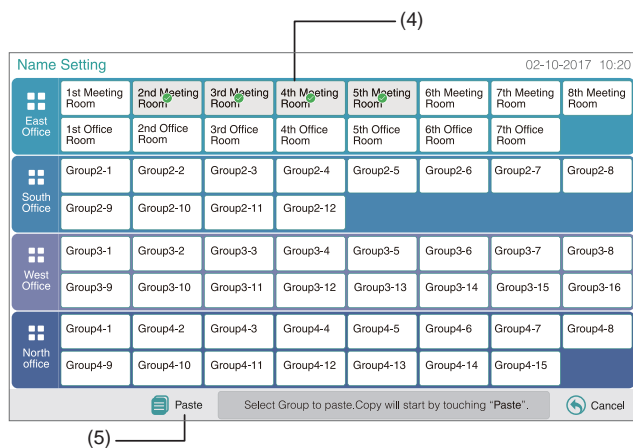 (4)
Name Setting 02-10-2017 10:20
East Office
1st Meeting Room 2nd Meeting Room 3rd Meeting Room 4th Meeting Room 5th Meeting Room 6th Meeting Room 7th Meeting Room 8th Meeting Room
1st Office Room 2nd Office Room 3rd Office Room 4th Office Room 5th Office Room 6th Office Room 7th Office Room
South Office
Group2-1 Group2-2 Group2-3 Group2-4 Group2-5 Group2-6 Group2-7 Group2-8
Group2-9 Group2-10 Group2-11 Group2-12
West Office
Group3-1 Group3-2 Group3-3 Group3-4 Group3-5 Group3-6 Group3-7 Group3-8
Group3-9 Group3-10 Group3-11 Group3-12 Group3-13 Group3-14 Group3-15 Group3-16
North office
Group4-1 Group4-2 Group4-3 Group4-4 Group4-5 Group4-6 Group4-7 Group4-8
Group4-9 Group4-10 Group4-11 Group4-12 Group4-13 Group4-14 Group4-15
Paste Select Group to paste.Copy will start by touching "Paste". Cancel
(5)